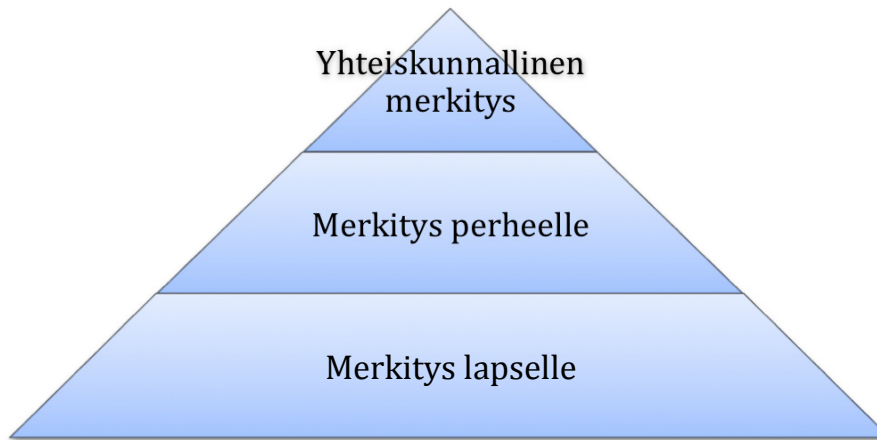 Yhteiskunnallinen
merkitys
Merkitys perheelle
Merkitys lapselle